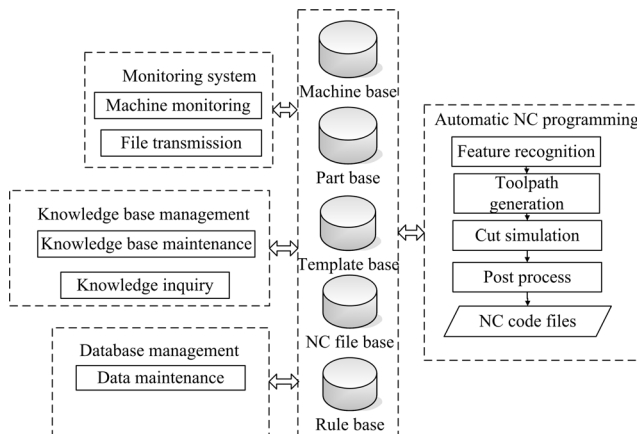 Monitoring system
Machine monitoring
File transmission
Knowledge base management
Knowledge base maintenance
Knowledge inquiry
Database management
Data maintenance
Machine base
Part base
Template base
NC file base
Rule base
Automatic NC programming
Feature recognition
Toolpath
generation
Cut simulation
Post process
NC code files